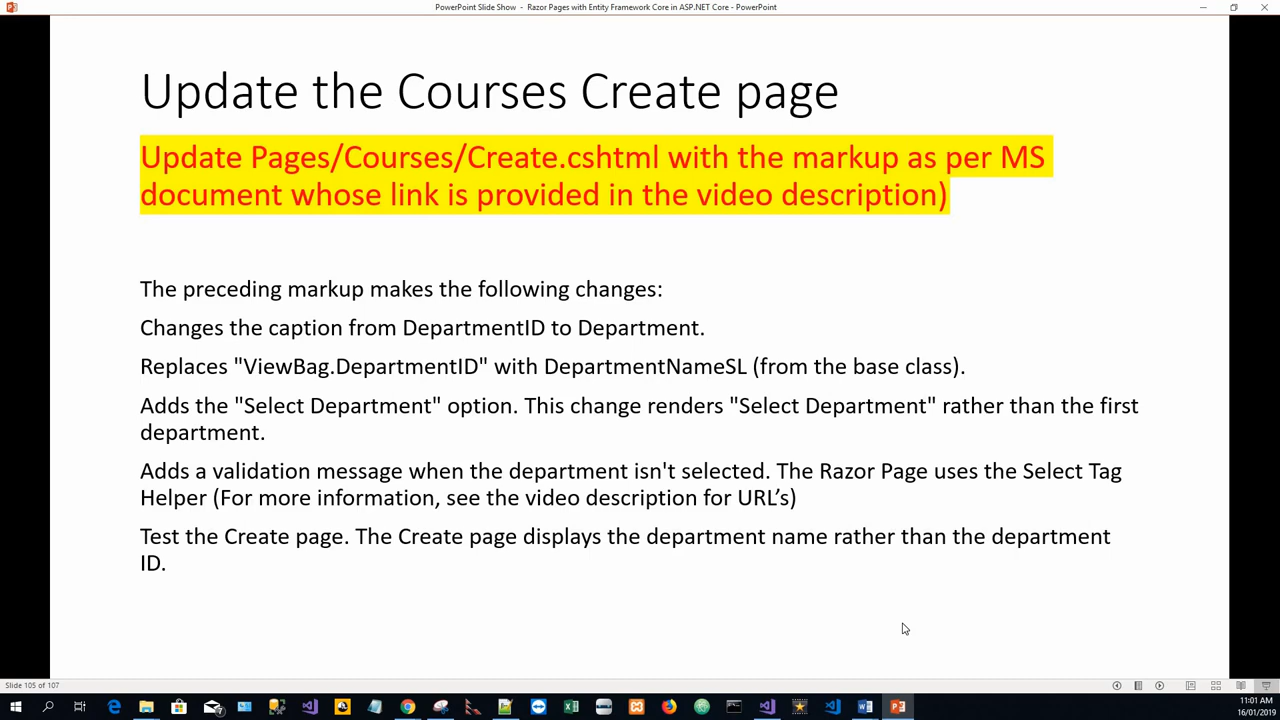 PowerPoint Slide Show - Razor Pages with Entity Framework Core in ASP.NET Core - PowerPoint
Update the Courses Create page
Update Pages/Courses/Create.cshtml with the markup as per MS
document whose link is provided in the video description)
The preceding markup makes the following changes:
Changes the caption from DepartmentID to Department.
Replaces "ViewBag.DepartmentID" with DepartmentNameSL (from the base class).
Adds the "Select Department" option. This change renders "Select Department" rather than the first
department.
Adds a validation message when the department isn't selected. The Razor Page uses the Select Tag
Helper (For more information, see the video description for URL’s)
Test the Create page. The Create page displays the department name rather than the department
ID.
Slide 105 of 107
11:01 AM
16/01/2019